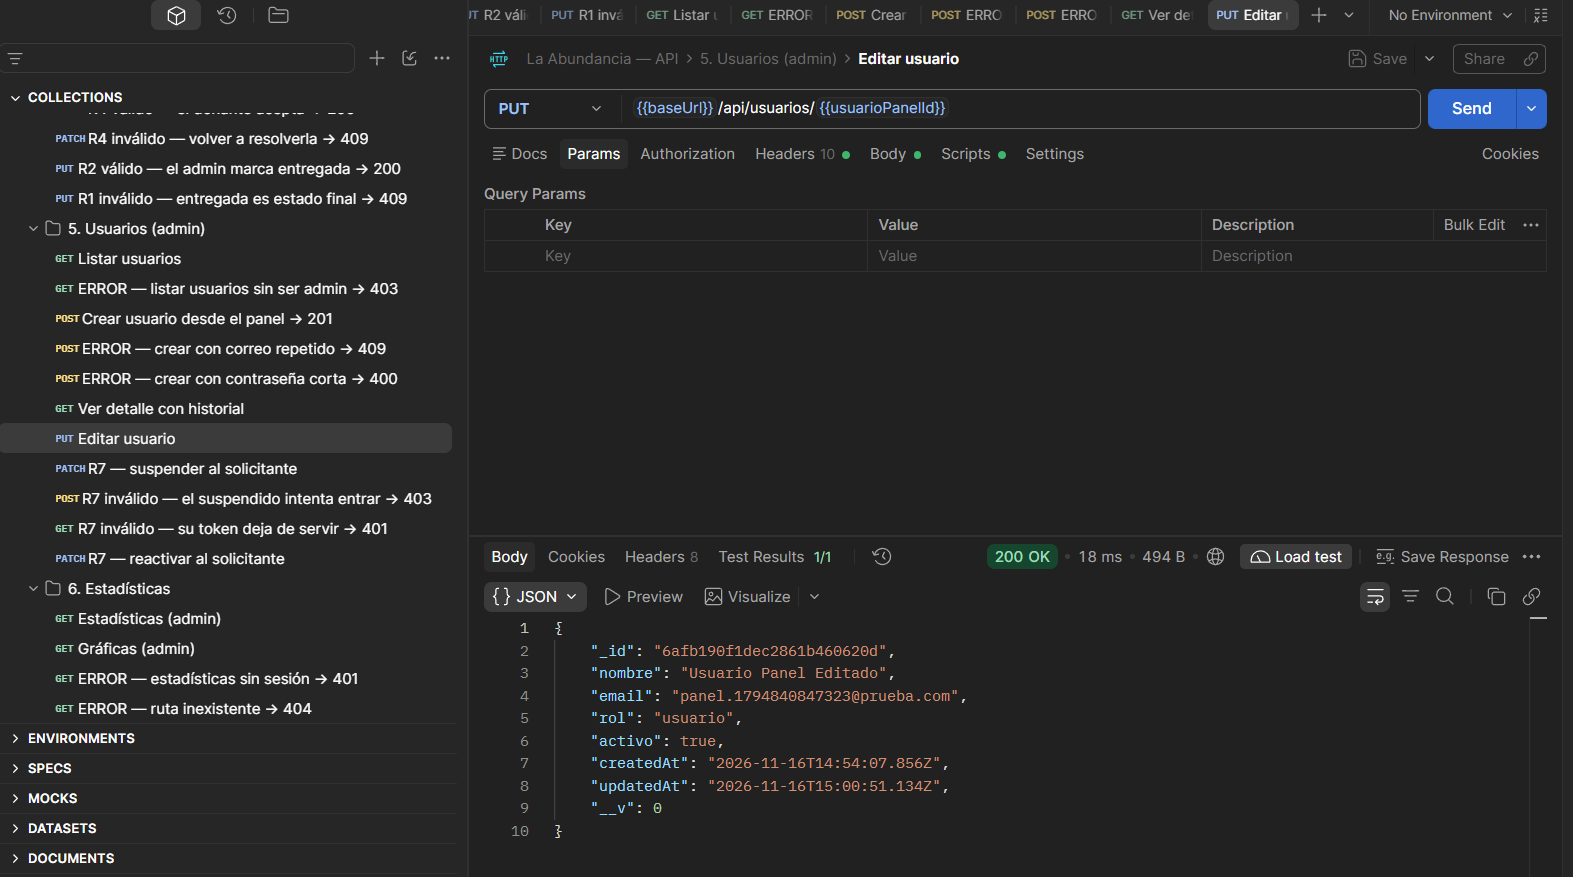 COLLECTIONS
PATCH R4 inválido — volver a resolverla → 409
PUT R2 válido — el admin marca entregada → 200
PUT R1 inválido — entregada es estado final → 409
5. Usuarios (admin)
GET Listar usuarios
GET ERROR — listar usuarios sin ser admin → 403
POST Crear usuario desde el panel → 201
POST ERROR — crear con correo repetido → 409
POST ERROR — crear con contraseña corta → 400
GET Ver detalle con historial
PUT Editar usuario
PATCH R7 — suspender al solicitante
POST R7 inválido — el suspendido intenta entrar → 403
GET R7 inválido — su token deja de servir → 401
PATCH R7 — reactivar al solicitante
6. Estadísticas
GET Estadísticas (admin)
GET Gráficas (admin)
GET ERROR — estadísticas sin sesión → 401
GET ERROR — ruta inexistente → 404
ENVIRONMENTS
SPECS
MOCKS
DATASETS
DOCUMENTS
R2 váli PUT R1 invá GET Listar GET ERROR POST Crear POST ERRO POST ERRO GET Ver de PUT Editar No Environment
HTTP La Abundancia — API > 5. Usuarios (admin) > Editar usuario Save Share
PUT {{baseUrl}} /api/usuarios/ {{usuarioPanelId}} Send
Docs Params Authorization Headers 10 Body Scripts Settings Cookies
Query Params
Key Value Description Bulk Edit
Key Value Description
Body Cookies Headers 8 Test Results 1/1 200 OK • 18 ms • 494 B • Load test e.g. Save Response
{} JSON Preview Visualize
1 {
2 "_id": "6afb190f1dec2861b460620d",
3 "nombre": "Usuario Panel Editado",
4 "email": "panel.1794840847323@prueba.com",
5 "rol": "usuario",
6 "activo": true,
7 "createdAt": "2026-11-16T14:54:07.856Z",
8 "updatedAt": "2026-11-16T15:00:51.134Z",
9 "__v": 0
10 }